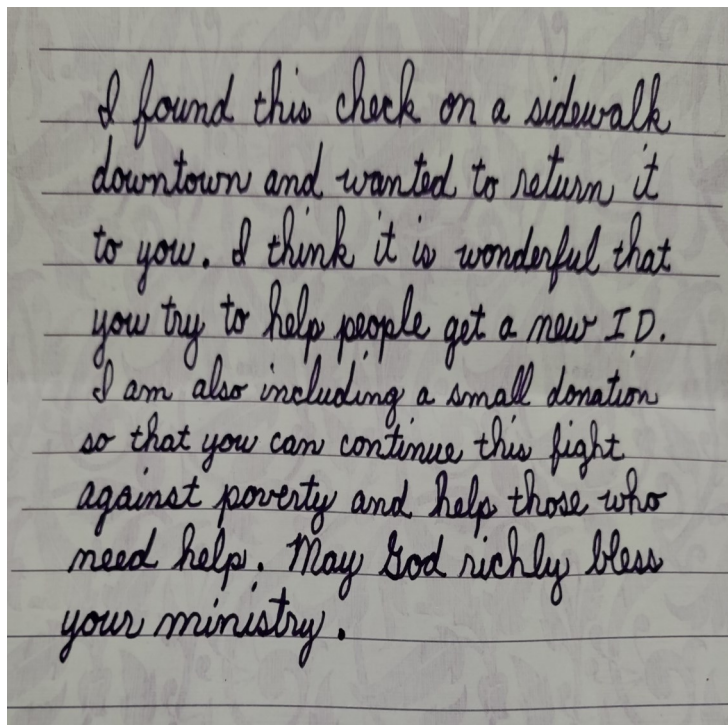 I found this check on a sidewalk
downtown and wanted to return it
to you. I think it is wonderful that
you try to help people get a new ID.
I am also including a small donation
so that you can continue this fight
against poverty and help those who
need help. May God richly bless
your ministry.